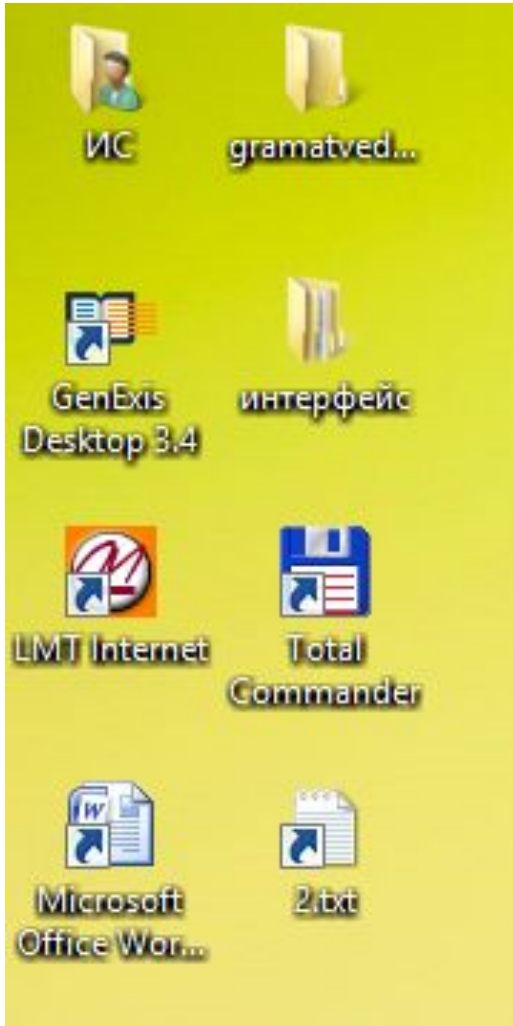 ИС
gramatved...
GenExis
Desktop 3.4
интерфейс
LMT Internet
Total
Commander
Microsoft
Office Wor...
2.txt